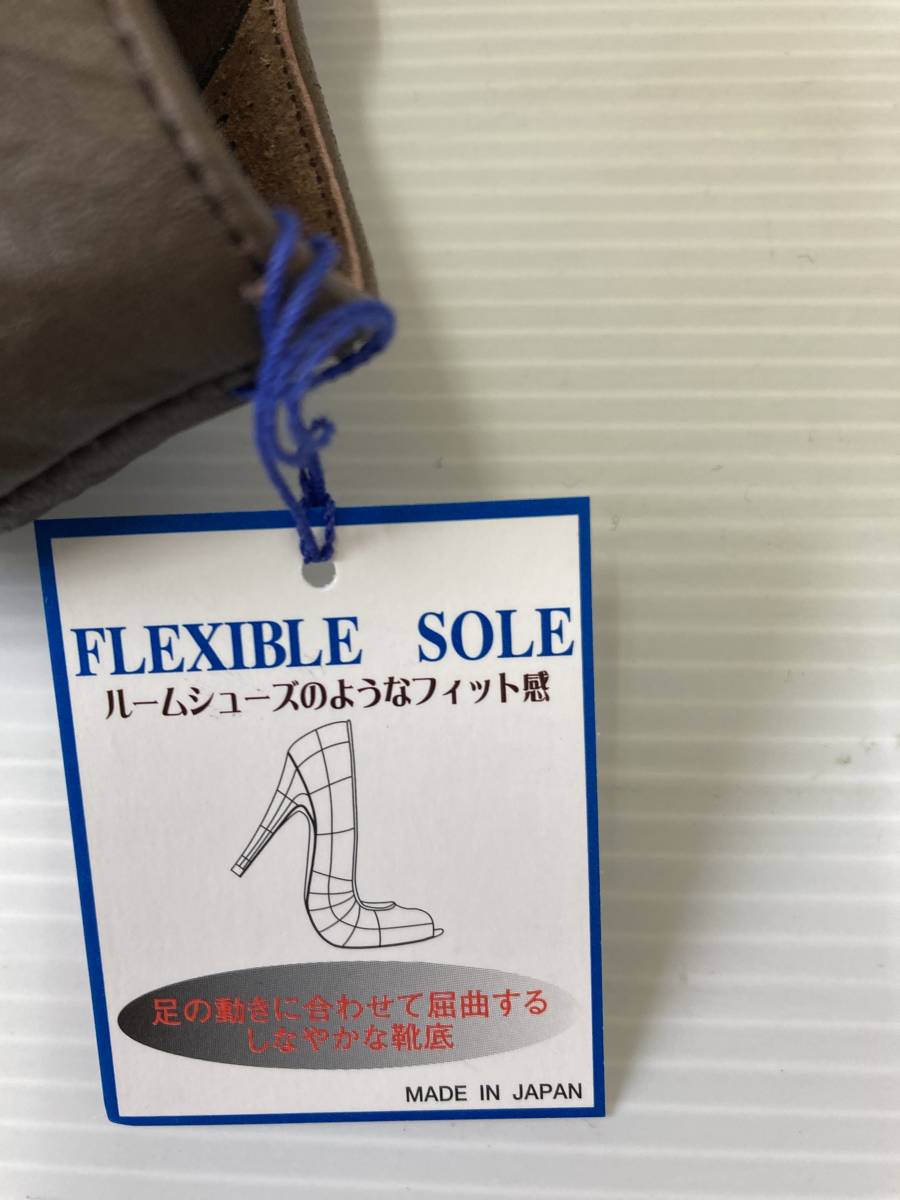 FLEXIBLE SOLE
ルームシューズのようなフィット感
足の動きに合わせて屈曲する
しなやかな靴底
MADE IN JAPAN